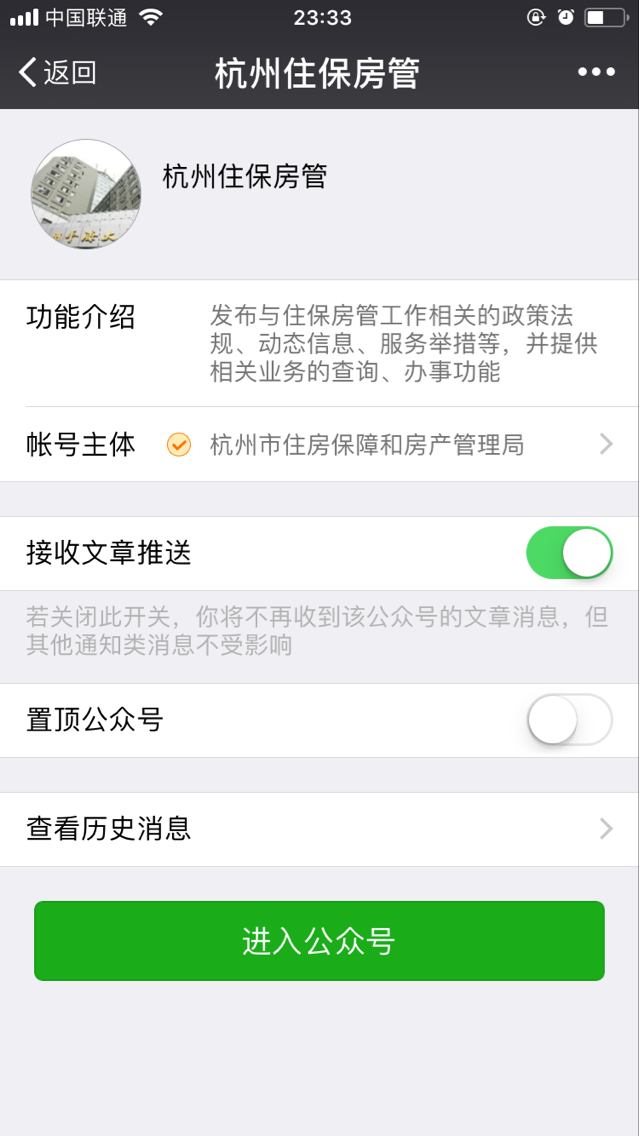 中国联通
23:33
返回
杭州住保房管
杭州住保房管
功能介绍
发布与住保房管工作相关的政策法
规、动态信息、服务举措等，并提供
相关业务的查询、办事功能
帐号主体
杭州市住房保障和房产管理局
接收文章推送
若关闭此开关，你将不再收到该公众号的文章消息，但
其他通知类消息不受影响
置顶公众号
查看历史消息
进入公众号